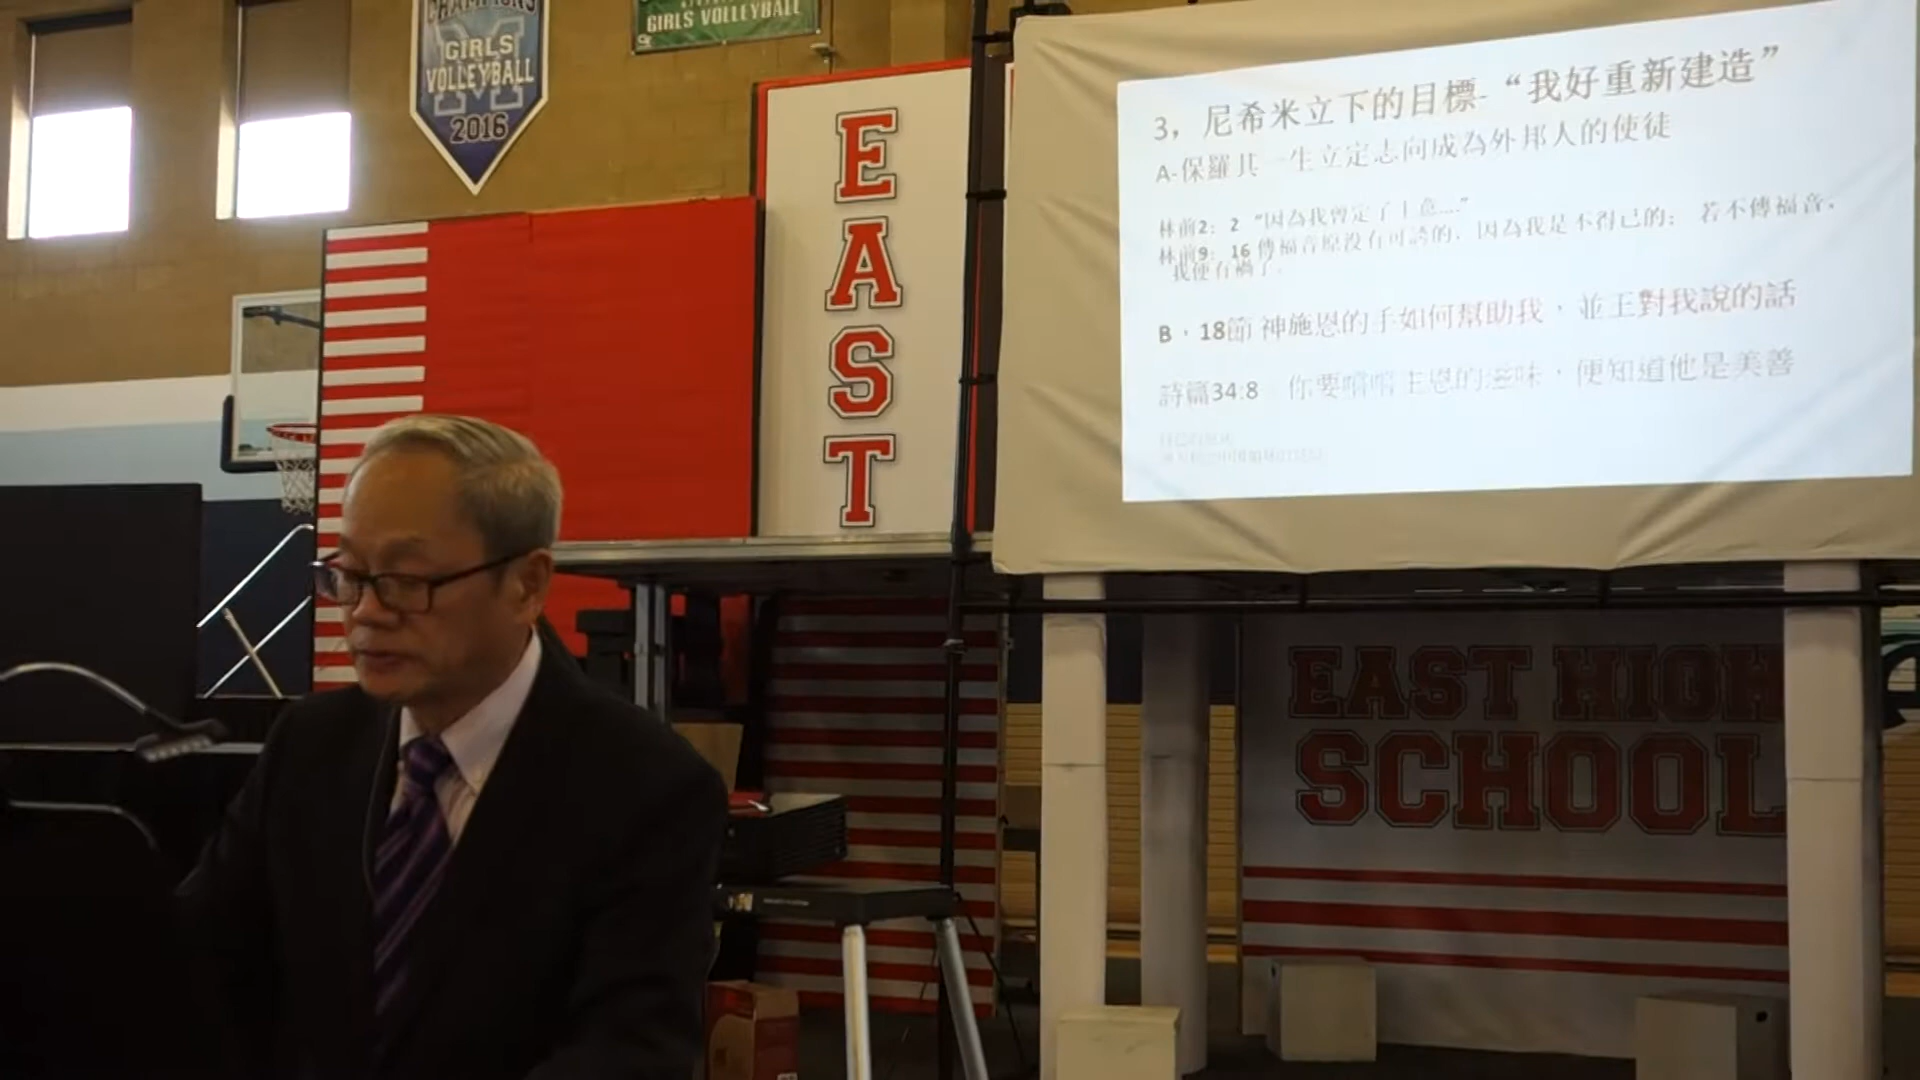 CHAMPIONS
GIRLS
VOLLEYBALL
2016
GIRLS VOLLEYBALL
EAST
3，尼希米立下的目標-“我好重新建造”
A-保羅其一生立定志向成為外邦人的使徒
林前2：2 “因為我曾定了主意....”
林前9：16 傳福音原沒有可誇的，因為我是不得已的； 若不傳福音，
我便有禍了.
B，18節 神施恩的手如何幫助我，並王對我說的話
詩篇34:8 你要嚐嚐主恩的滋味，便知道他是美善
EAST HIGH
SCHOOL